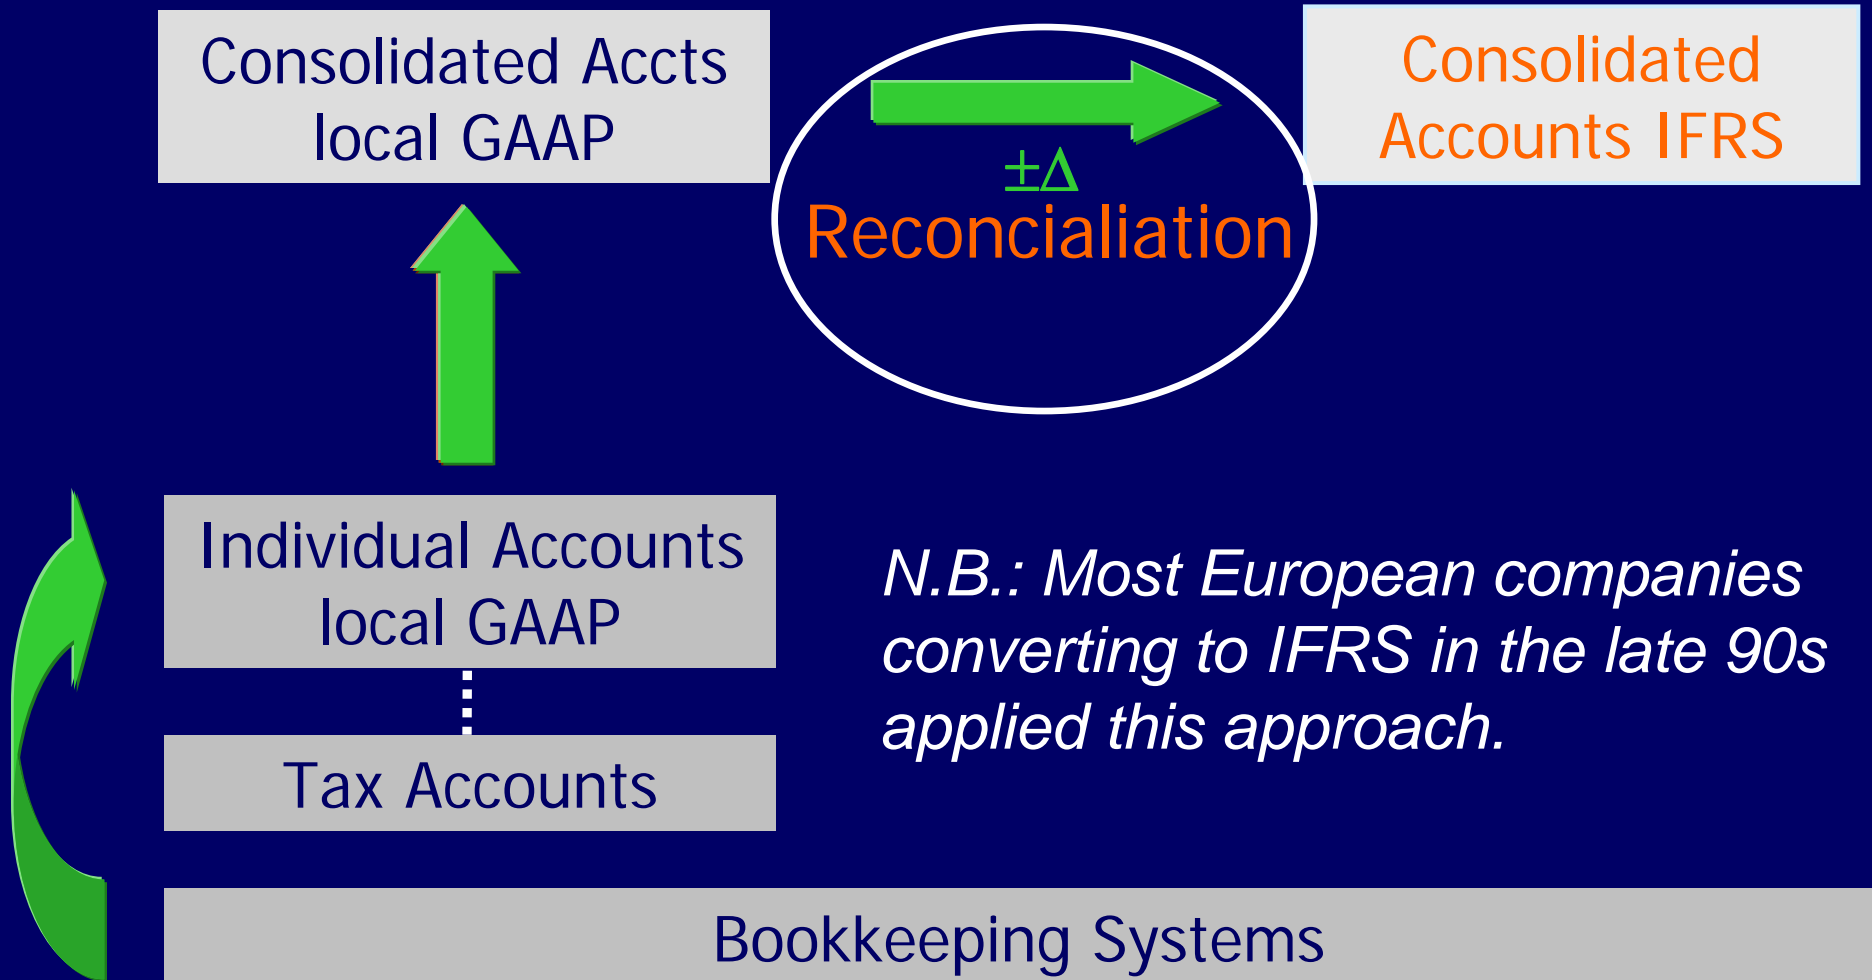 Consolidated Accts
local GAAP
Consolidated
Accounts IFRS
±Δ
Reconcialiation
Individual Accounts
local GAAP
N.B.: Most European companies
converting to IFRS in the late 90s
applied this approach.
Tax Accounts
Bookkeeping Systems